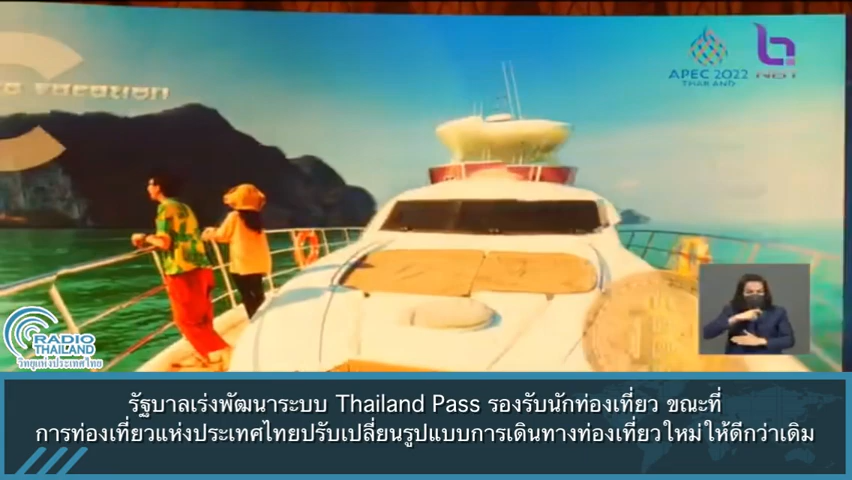 vacation
APEC 2022
THAILAND
NBT
RADIO
THAILAND
วิทยุแห่งประเทศไทย
รัฐบาลเร่งพัฒนาระบบ Thailand Pass รองรับนักท่องเที่ยว ขณะที่
การท่องเที่ยวแห่งประเทศไทยปรับเปลี่ยนรูปแบบการเดินทางท่องเที่ยวใหม่ให้ดีกว่าเดิม